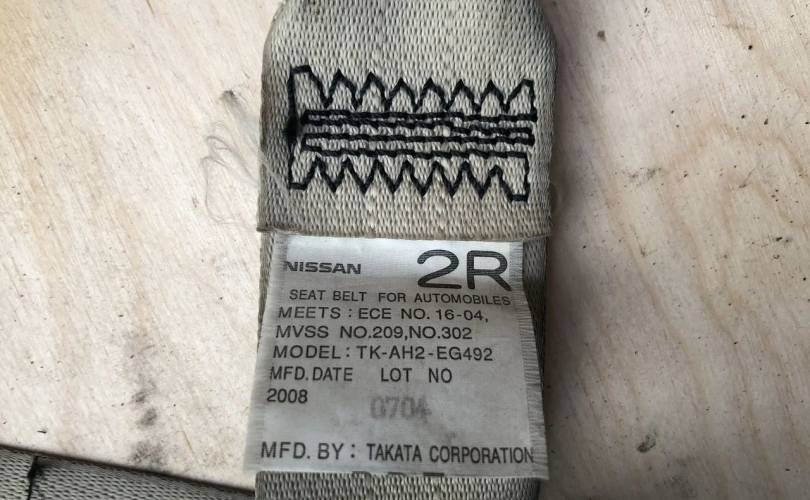 NISSAN 2R
SEAT BELT FOR AUTOMOBILES
MEETS : ECE NO. 16-04,
MVSS NO.209,NO.302
MODEL : TK-AH2-EG492
MFD. DATE LOT NO
2008 0704
MFD. BY : TAKATA CORPORATION